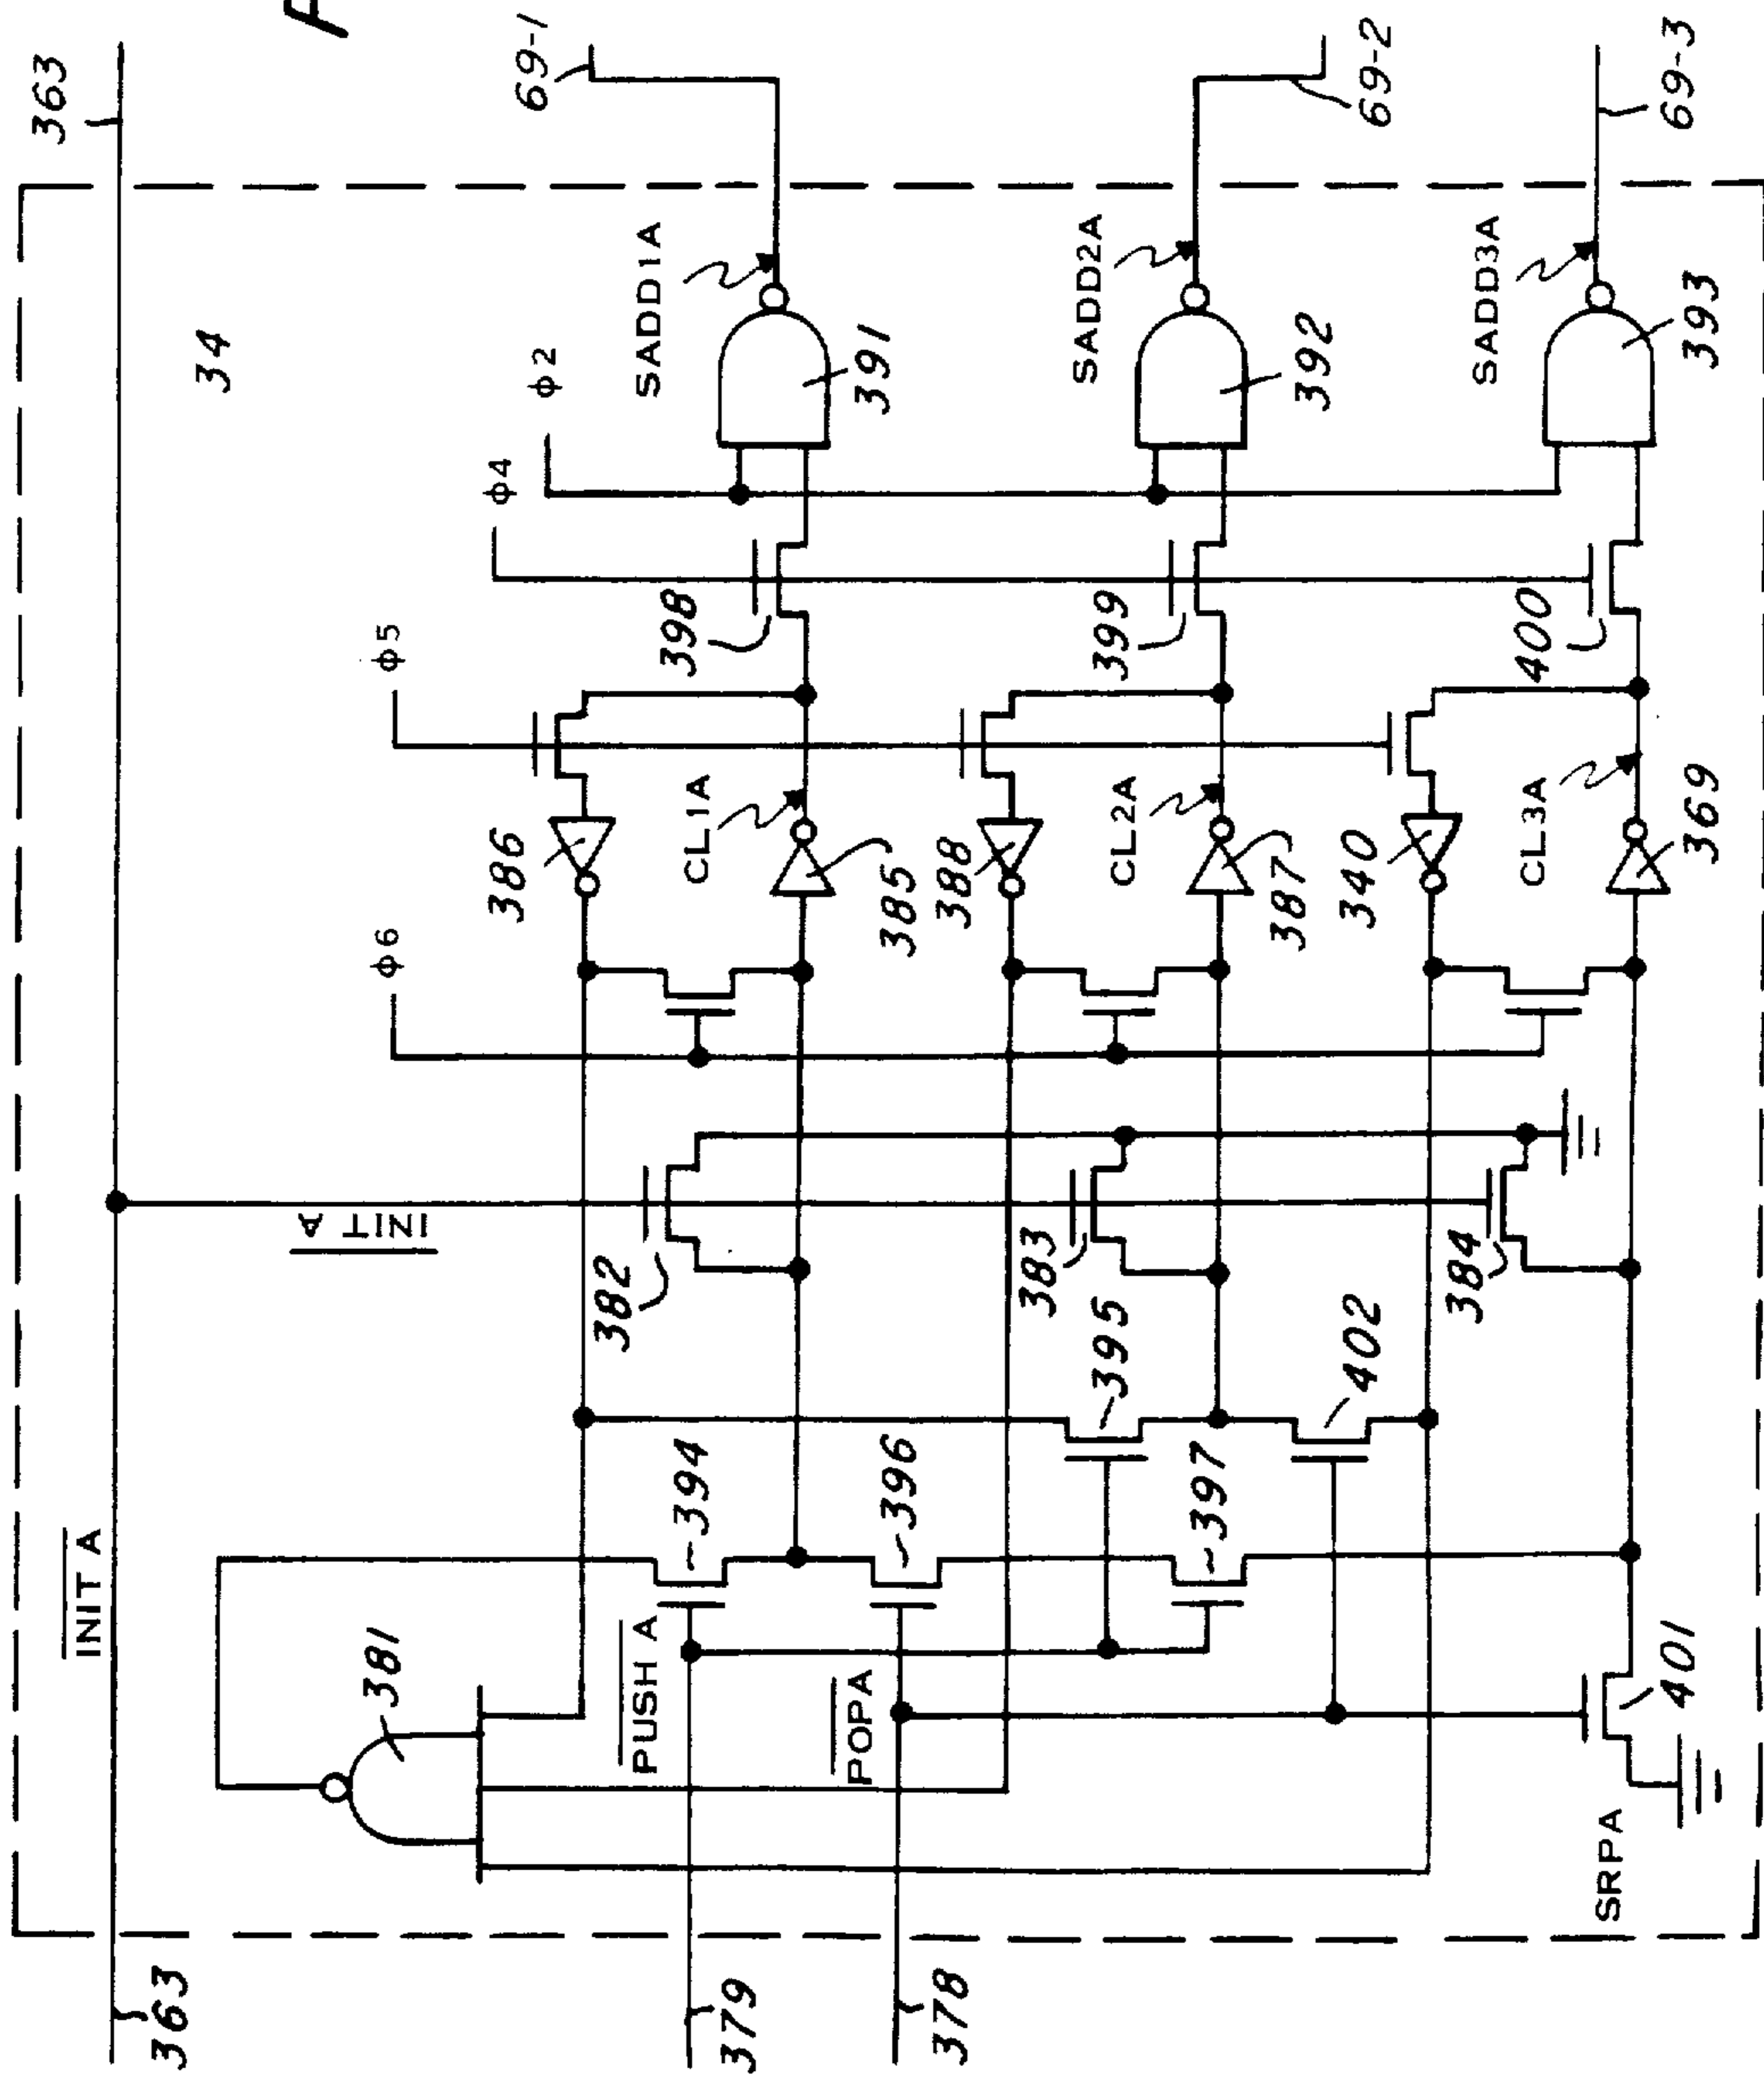 363
69-1
34
φ2
SADD1A
391
φ4
φ5
398
386
CL1A
385
φ6
INIT A
382
394
396
381
INIT A
363
PUSH A
379
POPA
378
69-2
SADD2A
392
399
388
CL2A
387
383
395
402
397
69-3
SADD3A
393
400
340
CL3A
369
384
401
SRPA